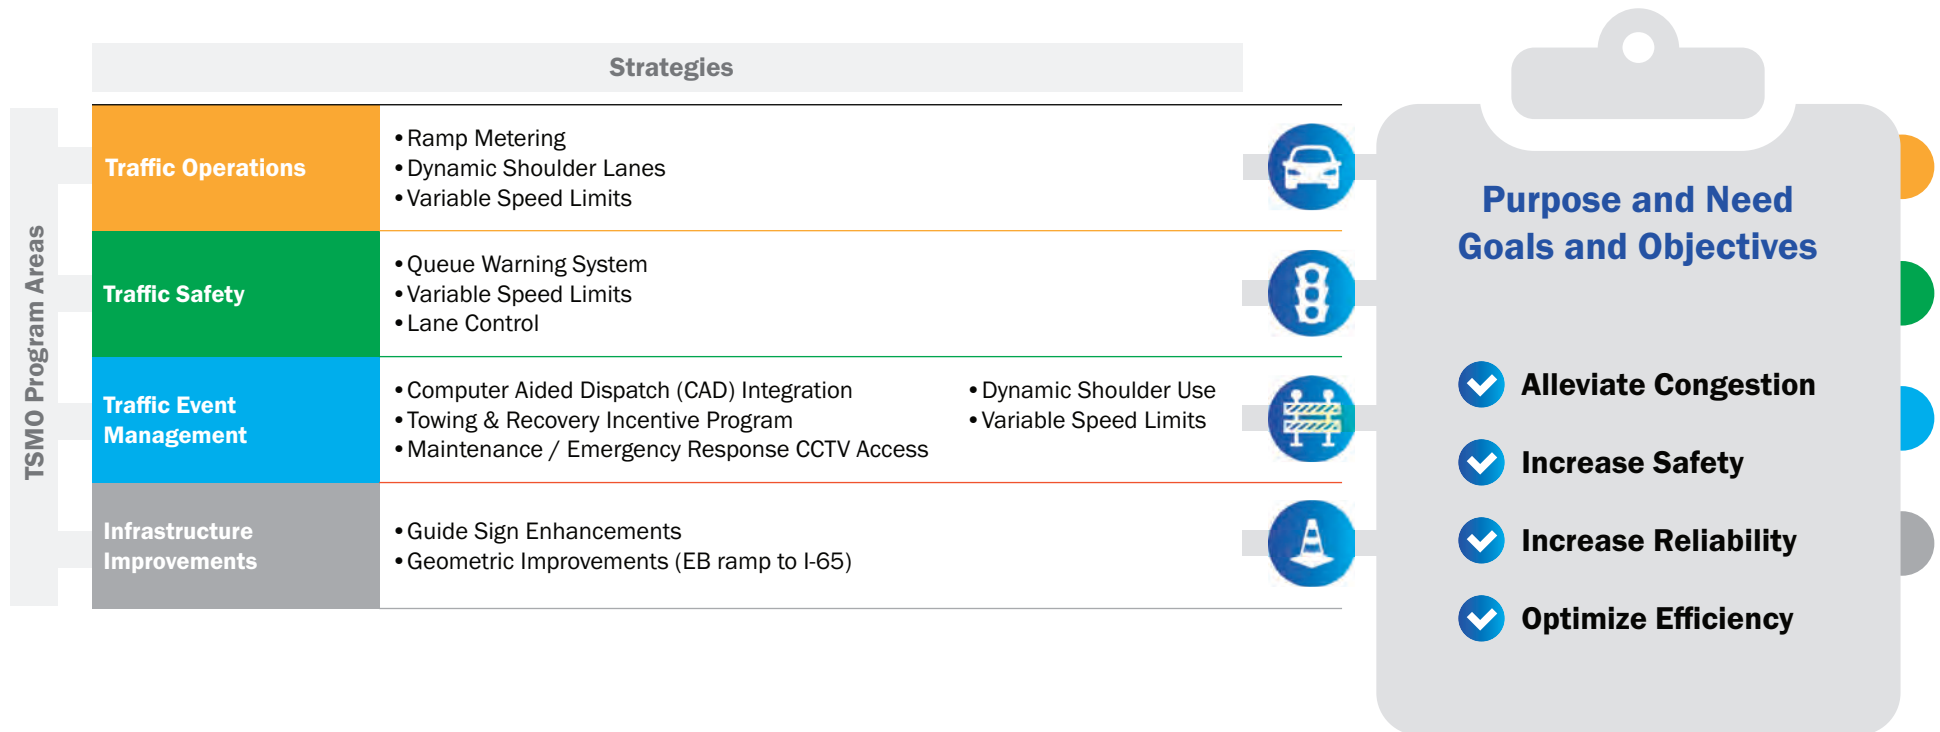 Strategies
TSMO Program Areas
Traffic Operations
•Ramp Metering
•Dynamic Shoulder Lanes
•Variable Speed Limits
Traffic Safety
•Queue Warning System
•Variable Speed Limits
•Lane Control
Traffic Event
Management
•Computer Aided Dispatch (CAD) Integration
•Towing & Recovery Incentive Program
•Maintenance / Emergency Response CCTV Access
•Dynamic Shoulder Use
•Variable Speed Limits
Infrastructure
Improvements
•Guide Sign Enhancements
•Geometric Improvements (EB ramp to I-65)
Purpose and Need
Goals and Objectives
Alleviate Congestion
Increase Safety
Increase Reliability
Optimize Efficiency